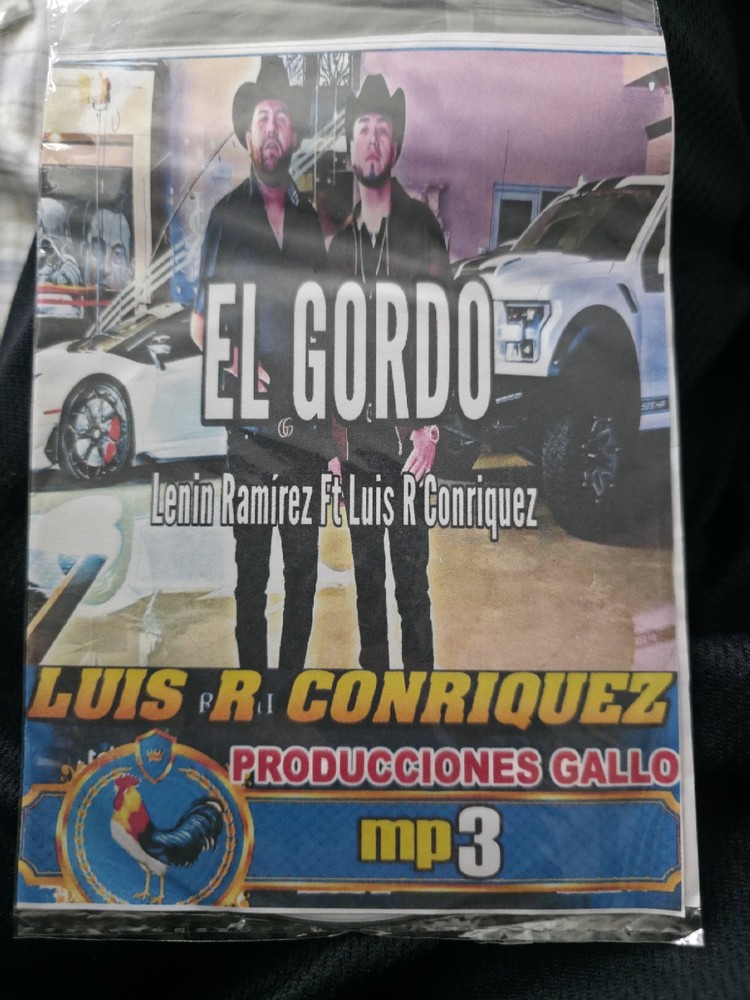 EL GORDO
Lenin Ramírez Ft Luis R Conriquez
LUIS R CONRIQUEZ
PRODUCCIONES GALLO
mp3